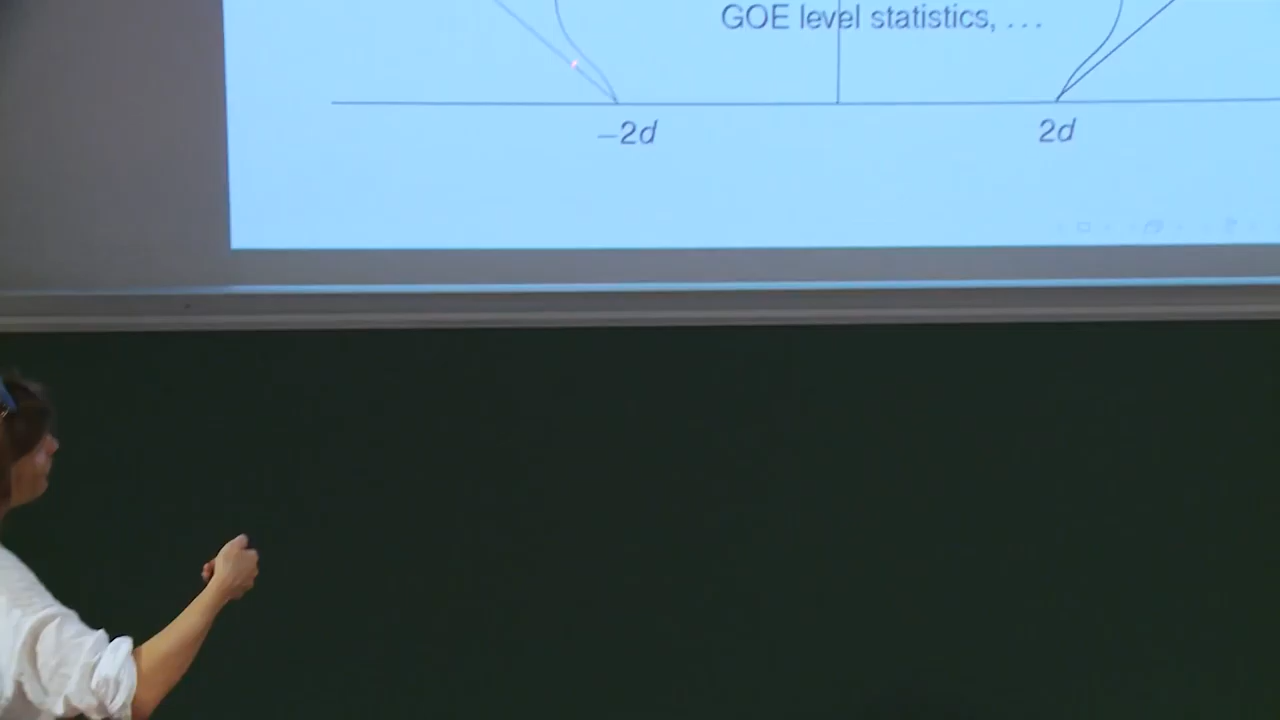 GOE level statistics, ...
−2d
2d